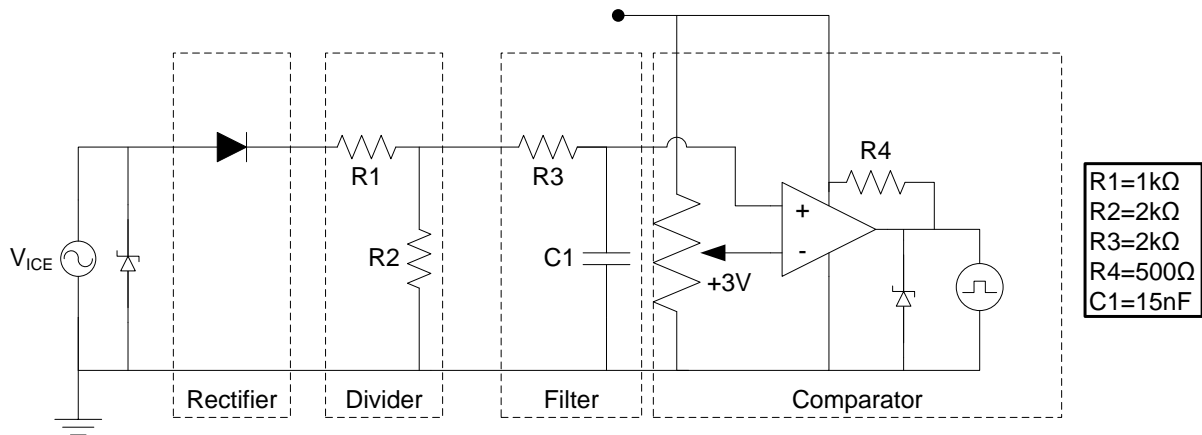 R4
R1
R3
+
R1=1kΩ
R2=2kΩ
R3=2kΩ
R4=500Ω
C1=15nF
VICE
R2
C1
-
+3V
Rectifier
Divider
Filter
Comparator